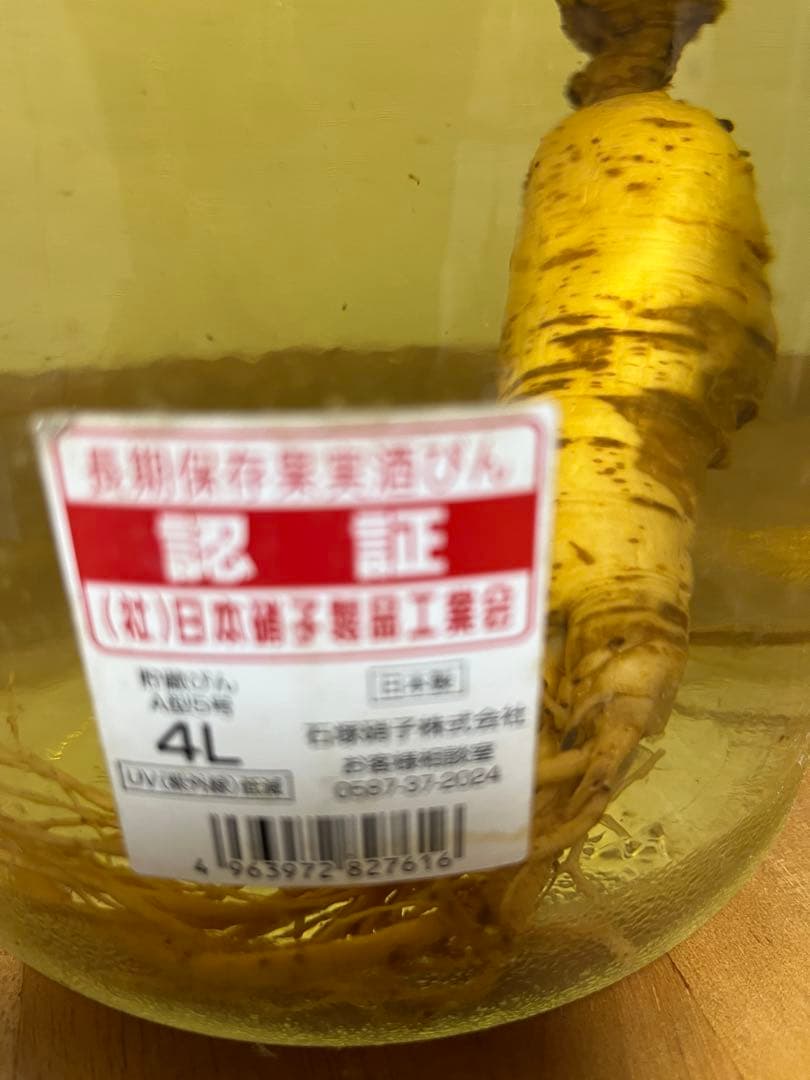 長期保存果実酒びん
認 証
(社)日本硝子製品工業会
貯蔵びん
A型5号
4L
UV(紫外線)低減
日本製
石塚硝子株式会社
お客様相談室
0587-37-2024
4 963972 827616